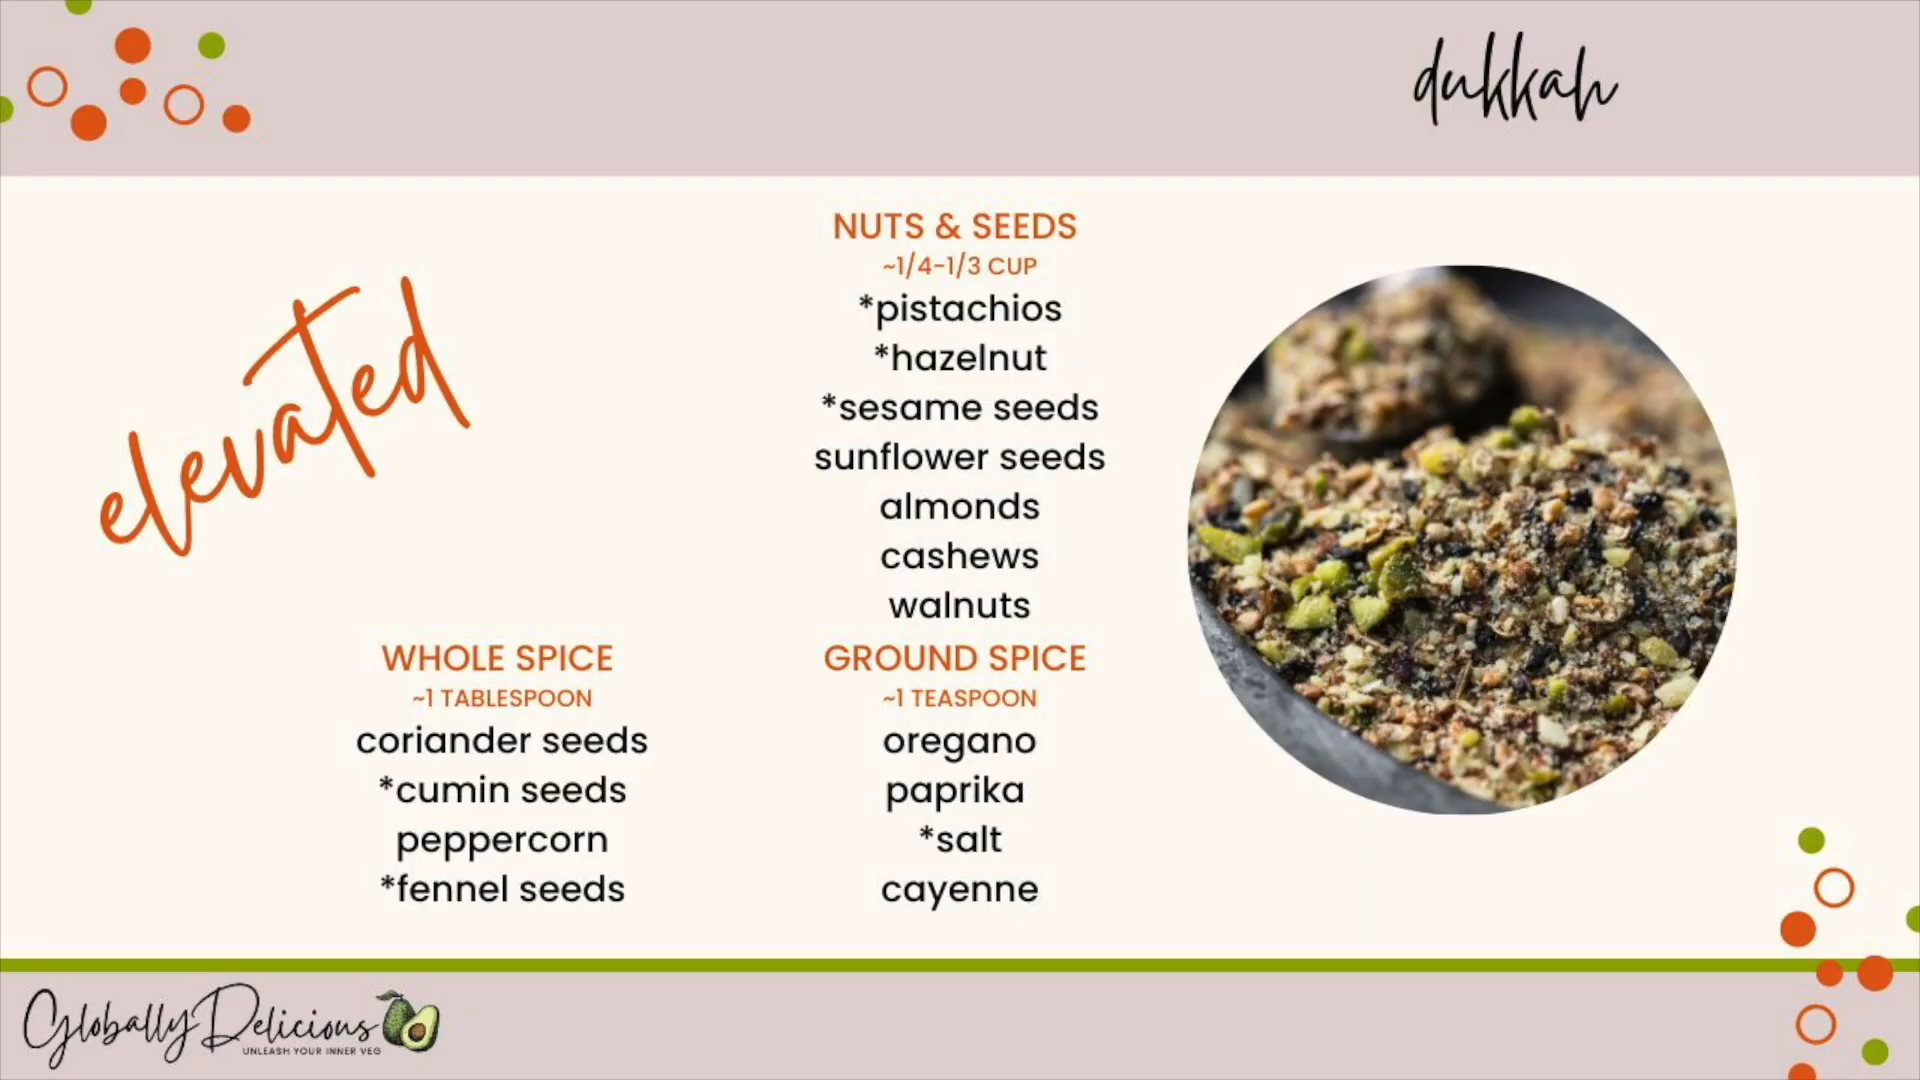 dukkah
elevated
NUTS & SEEDS
~1/4-1/3 CUP
*pistachios
*hazelnut
*sesame seeds
sunflower seeds
almonds
cashews
walnuts
WHOLE SPICE
~1 TABLESPOON
coriander seeds
*cumin seeds
peppercorn
*fennel seeds
GROUND SPICE
~1 TEASPOON
oregano
paprika
*salt
cayenne
Globally Delicious
UNLEASH YOUR INNER VEG